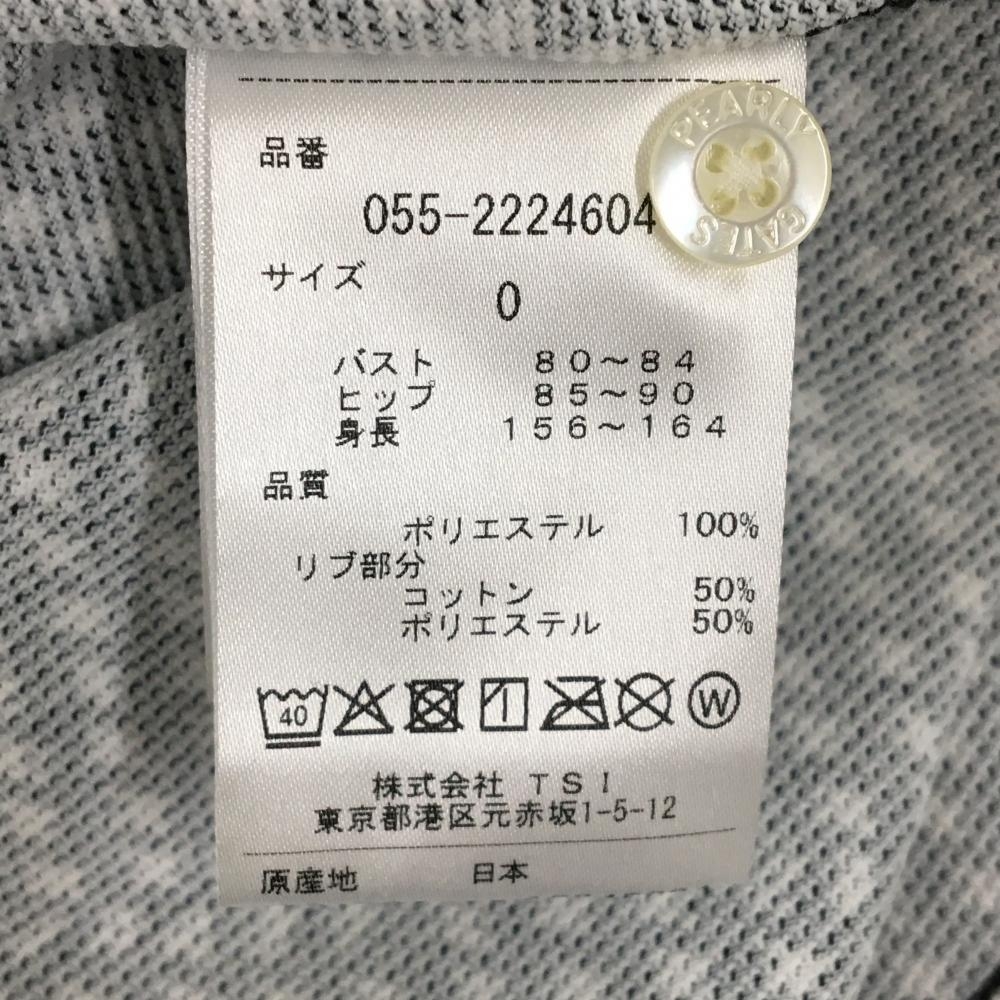 品番
055-2224604
サイズ
0
バスト 80～84
ヒップ 85～90
身長 156～164
品質
ポリエステル 100%
リブ部分
コットン 50%
ポリエステル 50%
40
W
株式会社 TSI
東京都港区元赤坂1-5-12
原産地 日本
PEARLY
GATES